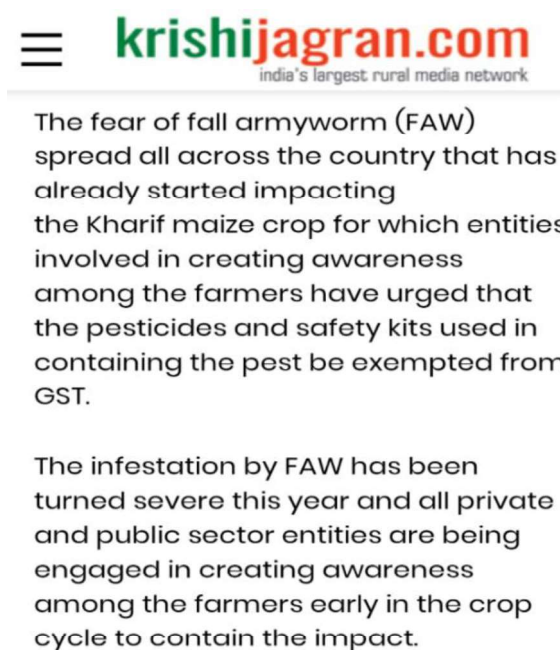 krishijagran.com
india's largest rural media network
The fear of fall armyworm (FAW)
spread all across the country that has
already started impacting
the Kharif maize crop for which entities
involved in creating awareness
among the farmers have urged that
the pesticides and safety kits used in
containing the pest be exempted from
GST.
The infestation by FAW has been
turned severe this year and all private
and public sector entities are being
engaged in creating awareness
among the farmers early in the crop
cycle to contain the impact.